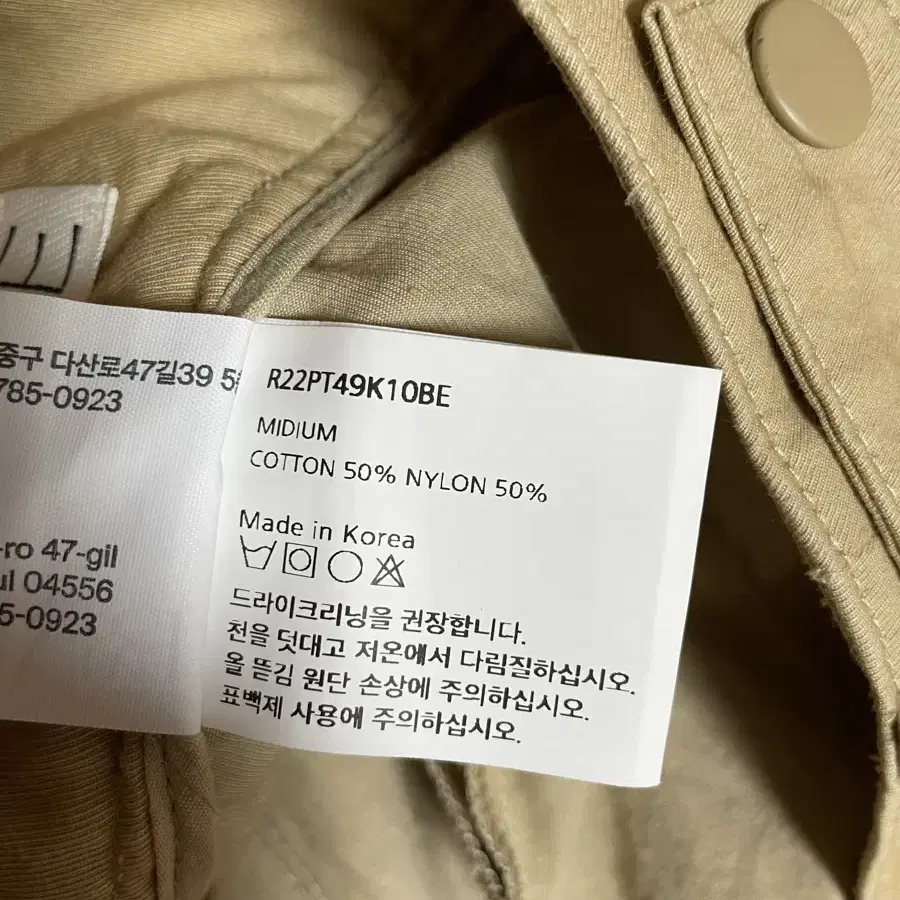 중구 다산로47길39
785-0923
-ro 47-gil
ul 04556
5-0923
R22PT49K10BE
MIDIUM
COTTON 50% NYLON 50%
Made in Korea
드라이크리닝을 권장합니다.
천을 덧대고 저온에서 다림질하십시오.
올 뜯김 원단 손상에 주의하십시오.
표백제 사용에 주의하십시오.